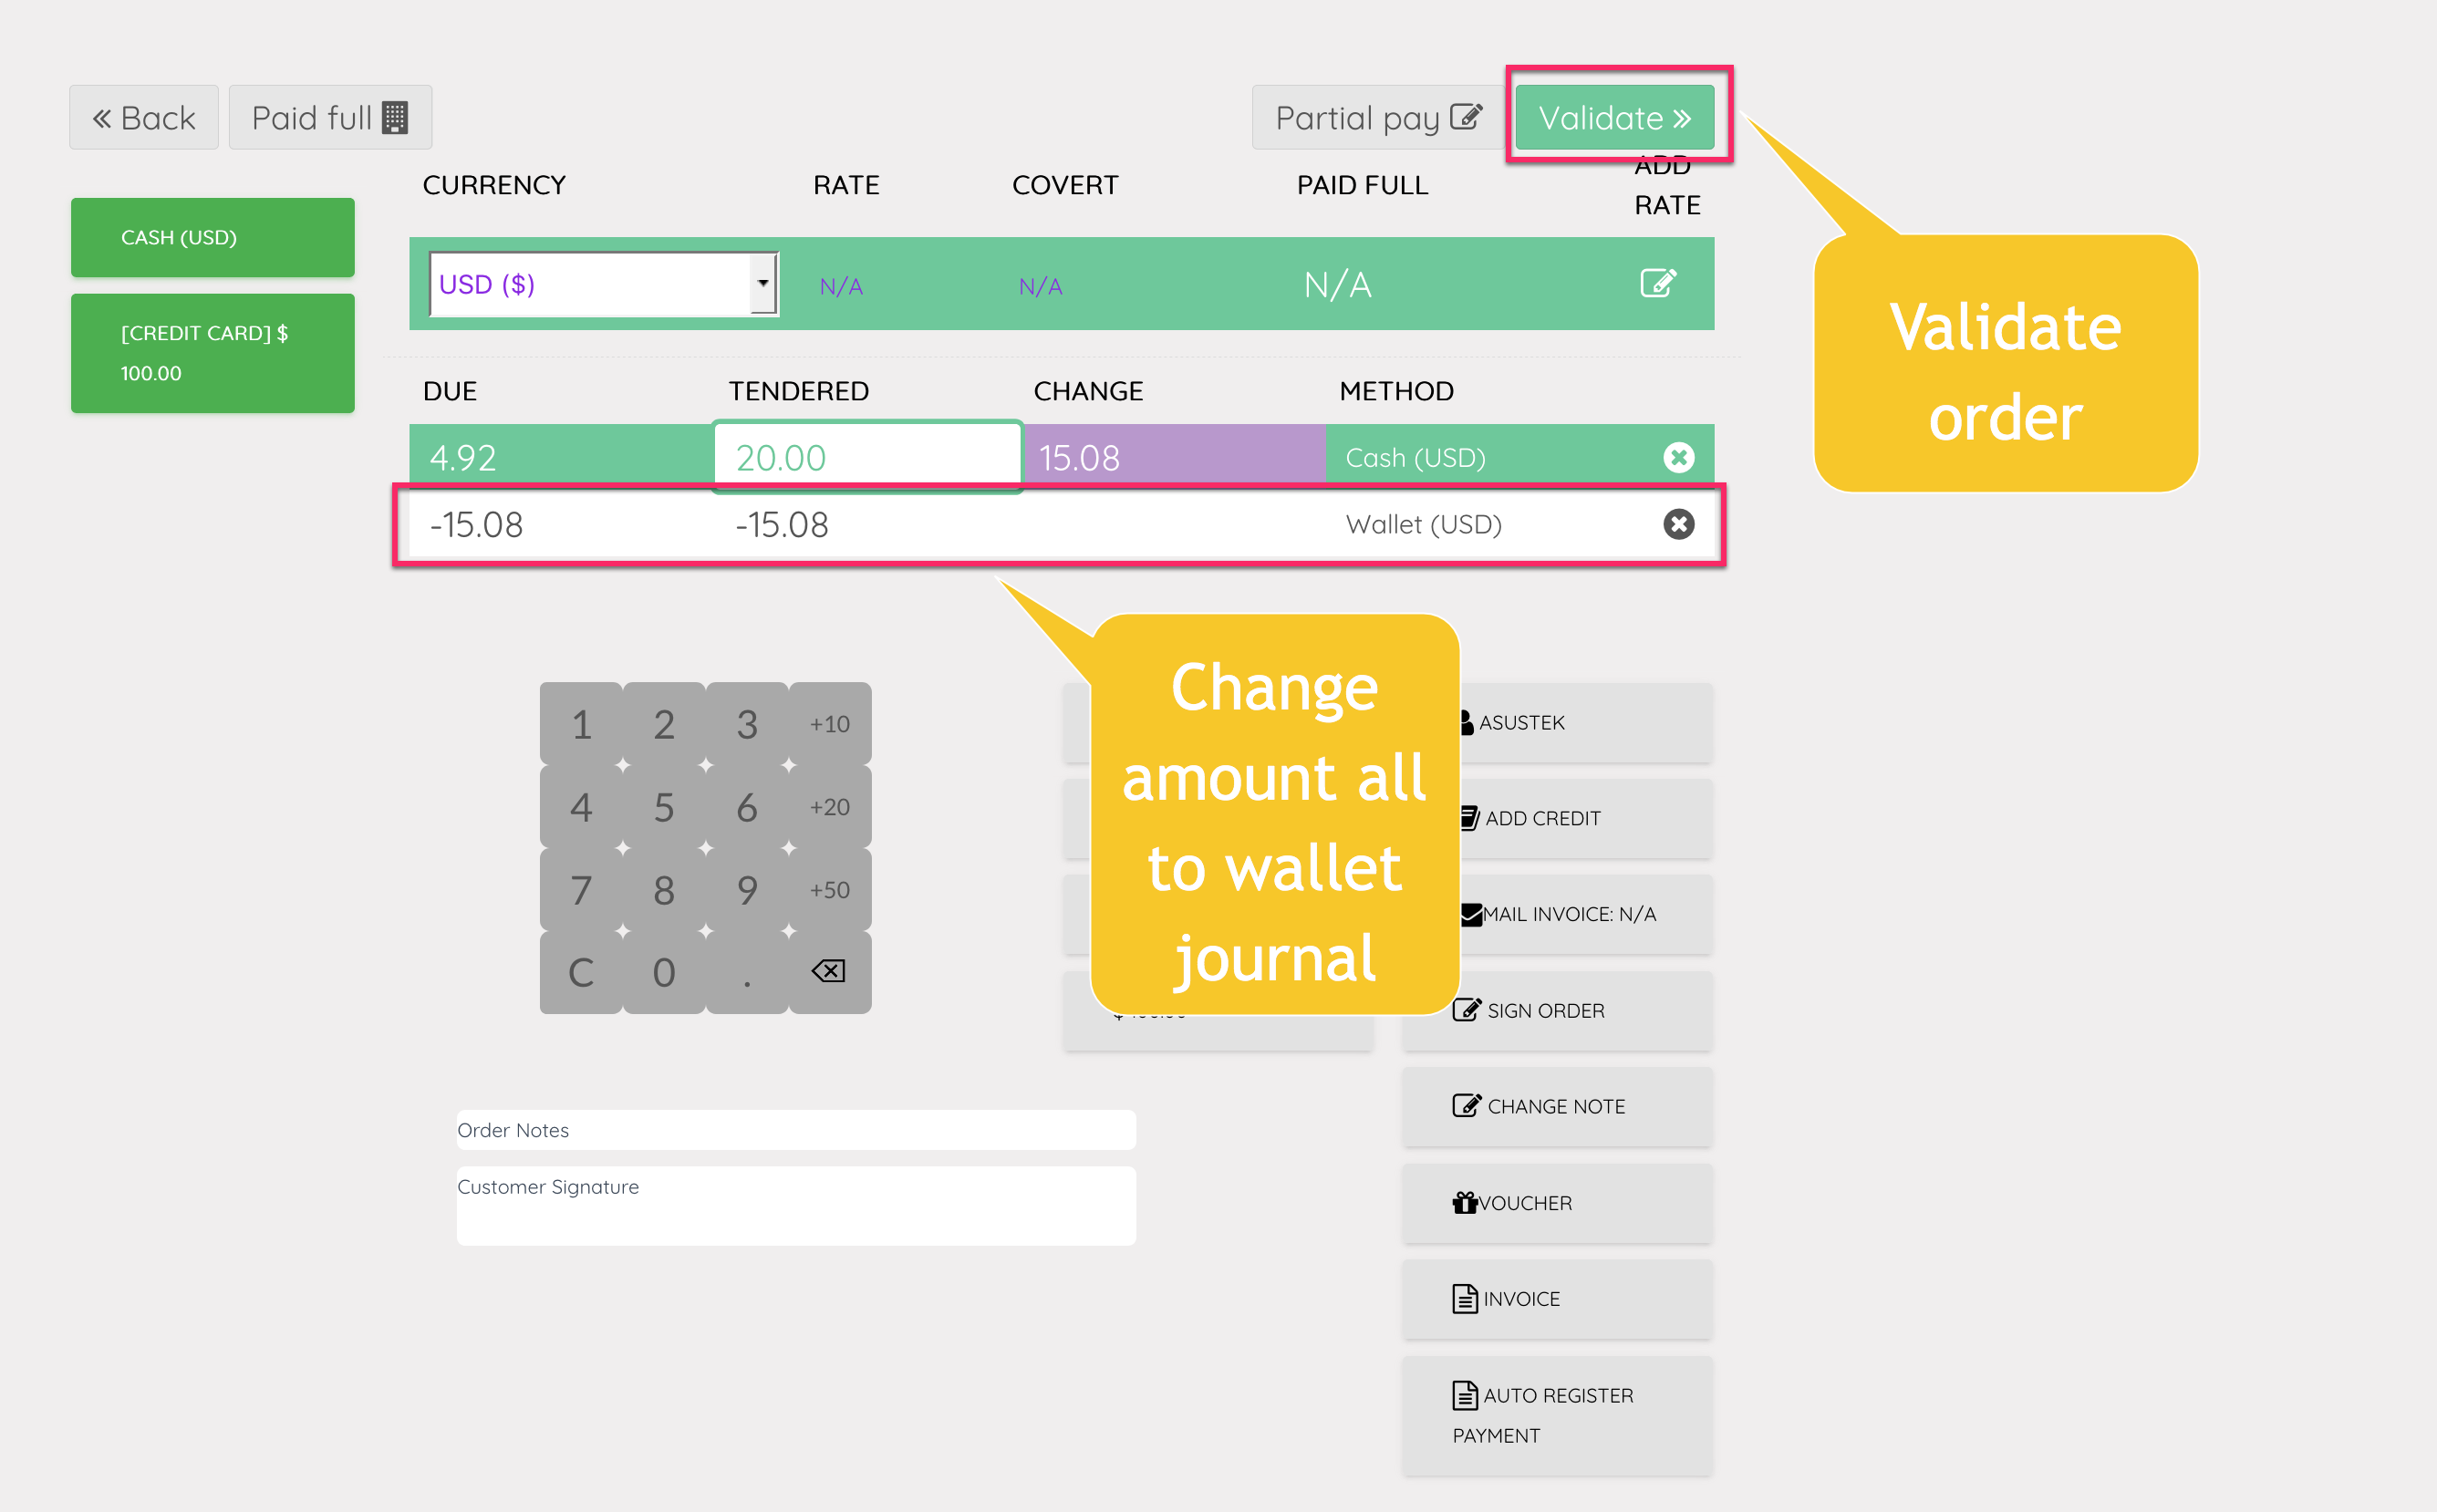 Back
Paid full
Partial pay
Validate
CURRENCY
RATE
COVERT
PAID FULL
ADD
RATE
CASH (USD)
[CREDIT CARD] $
100.00
USD ($)
N/A
N/A
N/A
Validate
order
DUE
TENDERED
CHANGE
METHOD
4.92
20.00
15.08
Cash (USD)
-15.08
-15.08
Wallet (USD)
Change
amount all
to wallet
journal
1 2 3 +10
4 5 6 +20
7 8 9 +50
C 0 .
ASUSTEK
ADD CREDIT
MAIL INVOICE: N/A
SIGN ORDER
CHANGE NOTE
VOUCHER
INVOICE
AUTO REGISTER
PAYMENT
Order Notes
Customer Signature